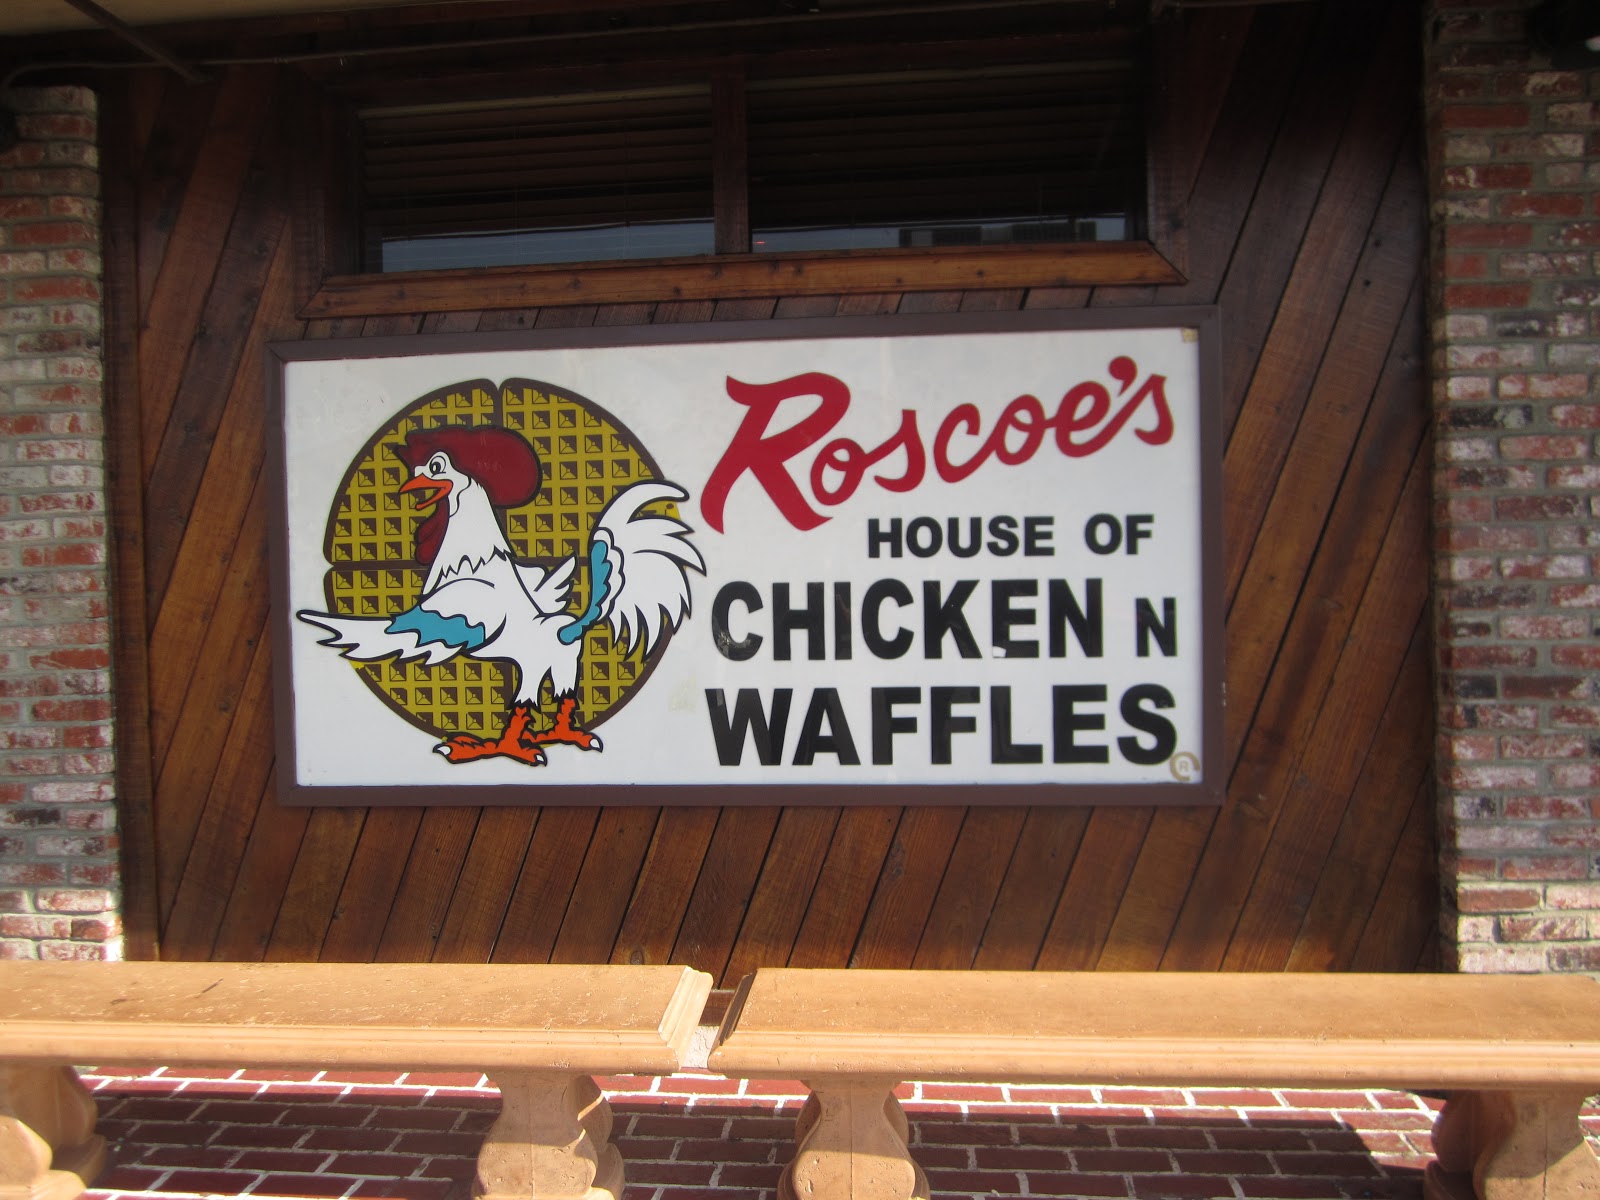 Roscoe's
HOUSE OF
CHICKEN N
WAFFLES
®